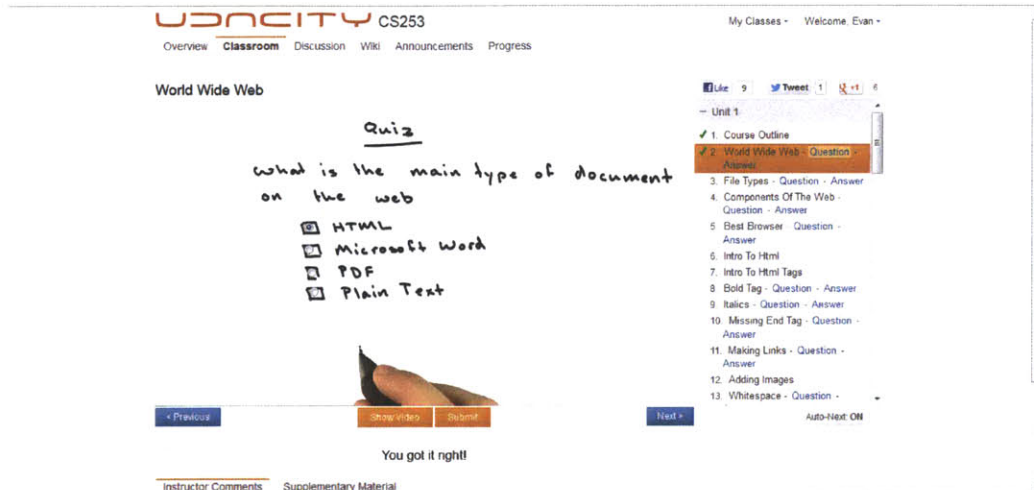 UDACITY CS253
My Classes - Welcome, Evan -
Overview Classroom Discussion Wiki Announcements Progress
World Wide Web
Like 9 Tweet 1 +1 6
Quiz
what is the main type of document
on the web
HTML
Microsoft Word
PDF
Plain Text
− Unit 1
✔ 1. Course Outline
✔ 2. World Wide Web - Question -
Answer
3. File Types - Question - Answer
4. Components Of The Web -
Question - Answer
5 Best Browser - Question -
Answer
6. Intro To Html
7. Intro To Html Tags
8 Bold Tag - Question - Answer
9. Italics - Question - Answer
10. Missing End Tag - Question -
Answer
11. Making Links - Question -
Answer
12. Adding Images
13. Whitespace - Question -
« Previous
Show Video
Submit
Next »
Auto-Next: ON
You got it right!
Instructor Comments Supplementary Material